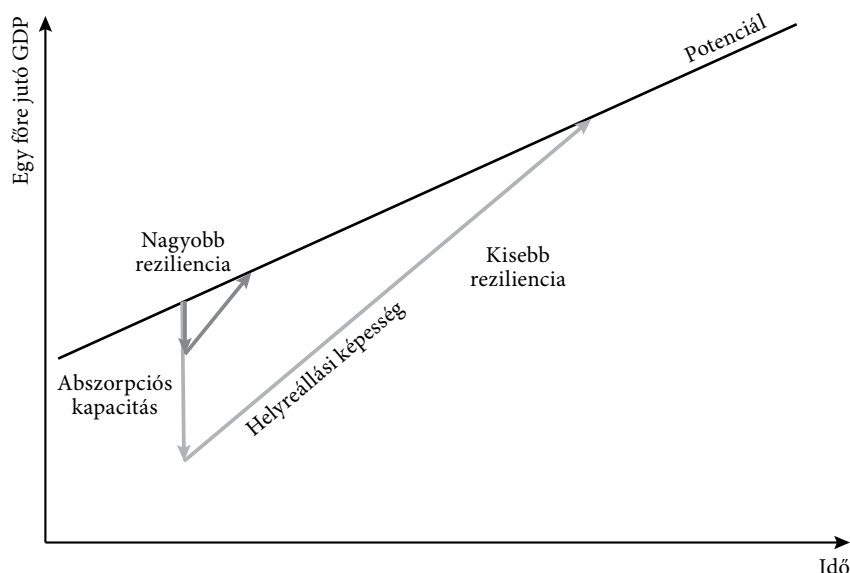 Egy főre jutó GDP
Potenciál
Nagyobb
reziliencia
Kisebb
reziliencia
Abszorpciós
kapacitás
Helyreállási képesség
Idő